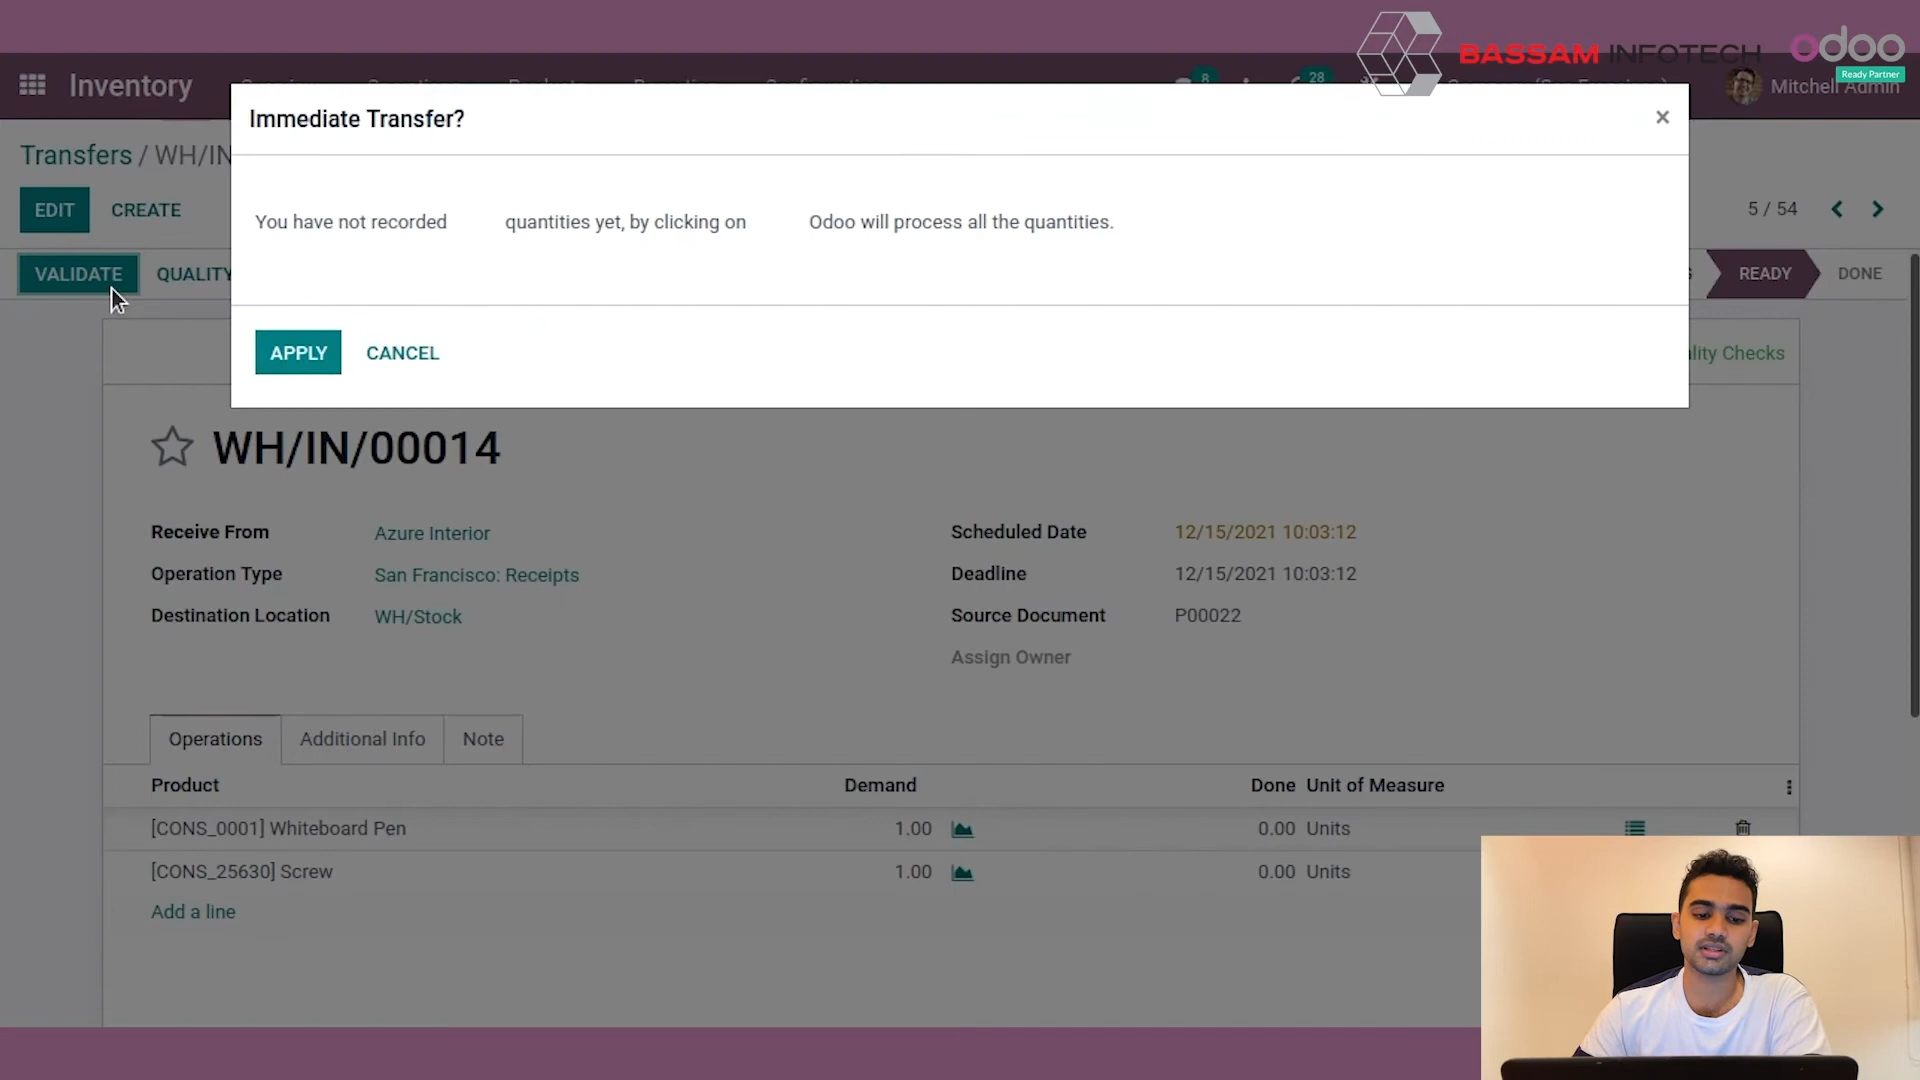 BASSAM INFOTECH
odoo
Ready Partner
Inventory
8
28
Mitchell Admin
Immediate Transfer?
×
Transfers / WH/IN
EDIT CREATE
5 / 54
You have not recorded quantities yet, by clicking on Odoo will process all the quantities.
VALIDATE QUALITY
READY DONE
APPLY CANCEL
lity Checks
WH/IN/00014
Receive From Azure Interior
Scheduled Date 12/15/2021 10:03:12
Operation Type San Francisco: Receipts
Deadline 12/15/2021 10:03:12
Destination Location WH/Stock
Source Document P00022
Assign Owner
Operations Additional Info Note
Product Demand Done Unit of Measure
[CONS_0001] Whiteboard Pen 1.00 0.00 Units
[CONS_25630] Screw 1.00 0.00 Units
Add a line